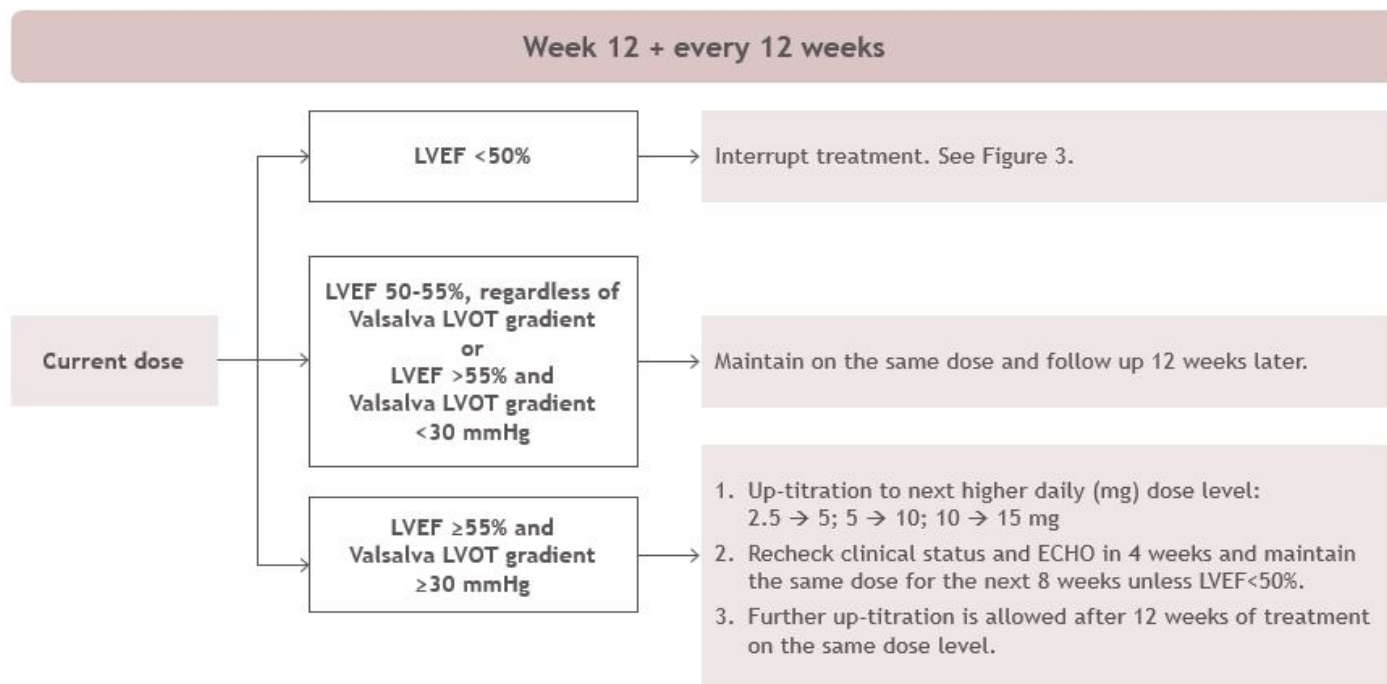 Week 12 + every 12 weeks
Current dose
LVEF <50%
Interrupt treatment. See Figure 3.
LVEF 50-55%, regardless of
Valsalva LVOT gradient
or
LVEF >55% and
Valsalva LVOT gradient
<30 mmHg
Maintain on the same dose and follow up 12 weeks later.
LVEF ≥55% and
Valsalva LVOT gradient
≥30 mmHg
1. Up-titration to next higher daily (mg) dose level:
2.5 → 5; 5 → 10; 10 → 15 mg
2. Recheck clinical status and ECHO in 4 weeks and maintain
the same dose for the next 8 weeks unless LVEF<50%.
3. Further up-titration is allowed after 12 weeks of treatment
on the same dose level.